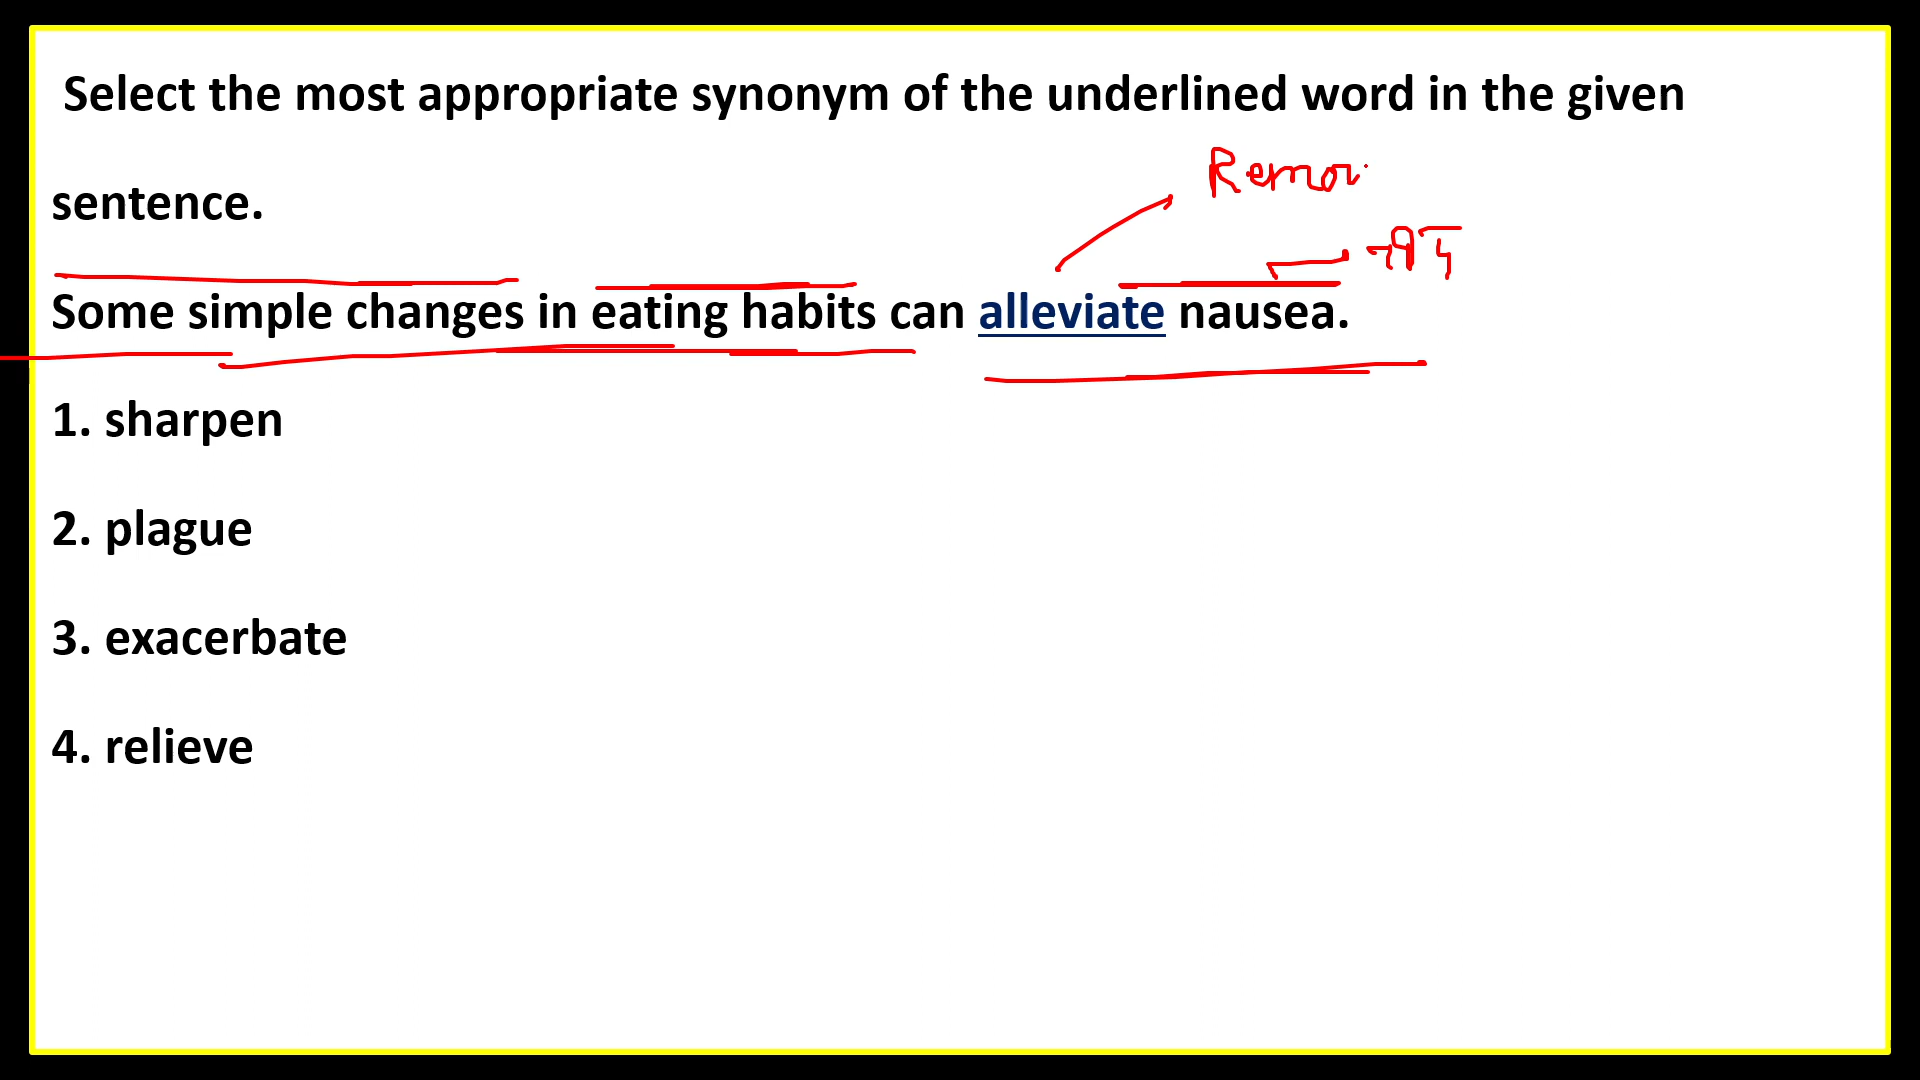 Select the most appropriate synonym of the underlined word in the given
sentence.
Remov
Some simple changes in eating habits can alleviate nausea.
1. sharpen
2. plague
3. exacerbate
4. relieve